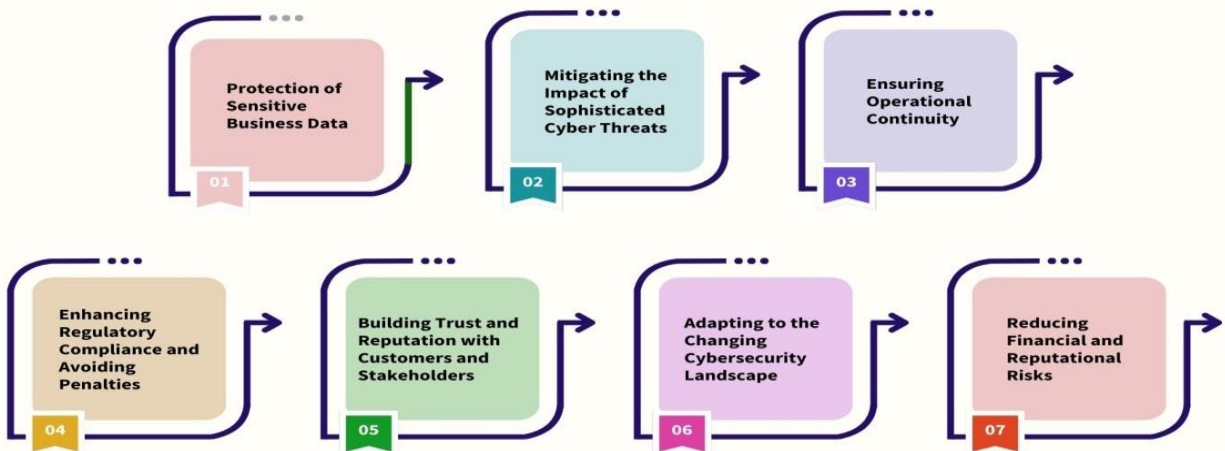 Protection of
Sensitive
Business Data
01
Mitigating the
Impact of
Sophisticated
Cyber Threats
02
Ensuring
Operational
Continuity
03
Enhancing
Regulatory
Compliance and
Avoiding
Penalties
04
Building Trust and
Reputation with
Customers and
Stakeholders
05
Adapting to the
Changing
Cybersecurity
Landscape
06
Reducing
Financial and
Reputational
Risks
07